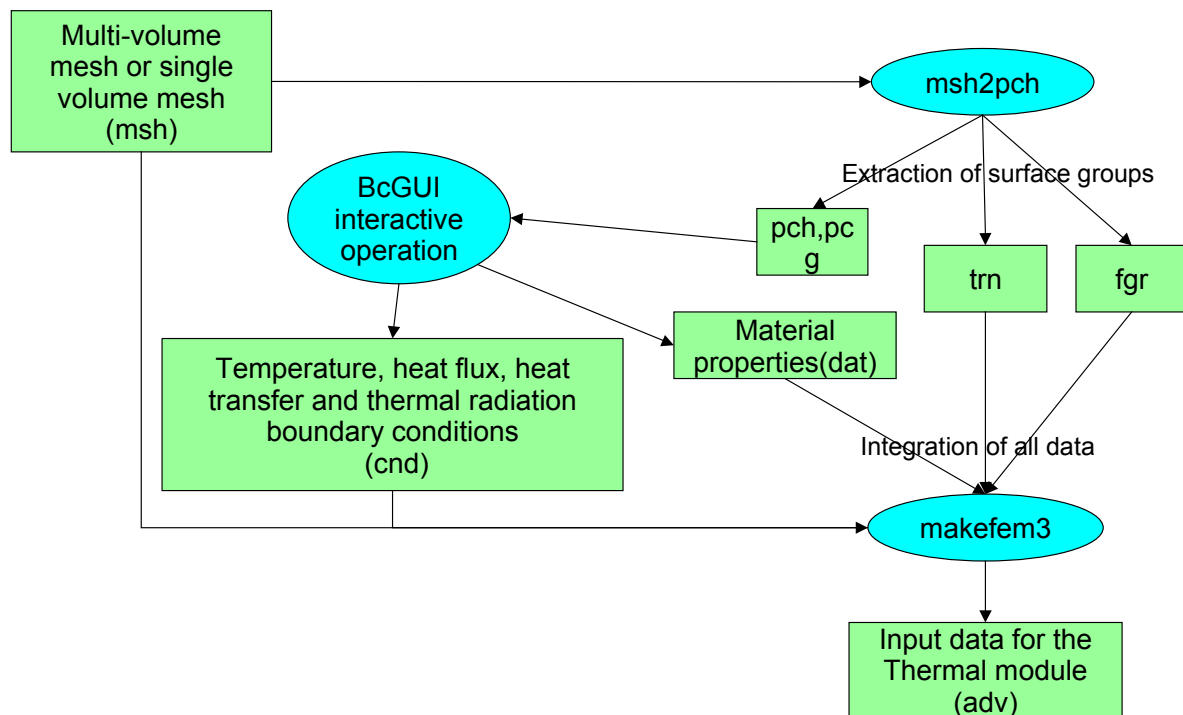 Multi-volume
mesh or single
volume mesh
(msh)
msh2pch
BcGUI
interactive
operation
Extraction of surface groups
pch,pc
g
trn
fgr
Material
properties(dat)
Temperature, heat flux, heat
transfer and thermal radiation
boundary conditions
(cnd)
Integration of all data
makefem3
Input data for the
Thermal module
(adv)